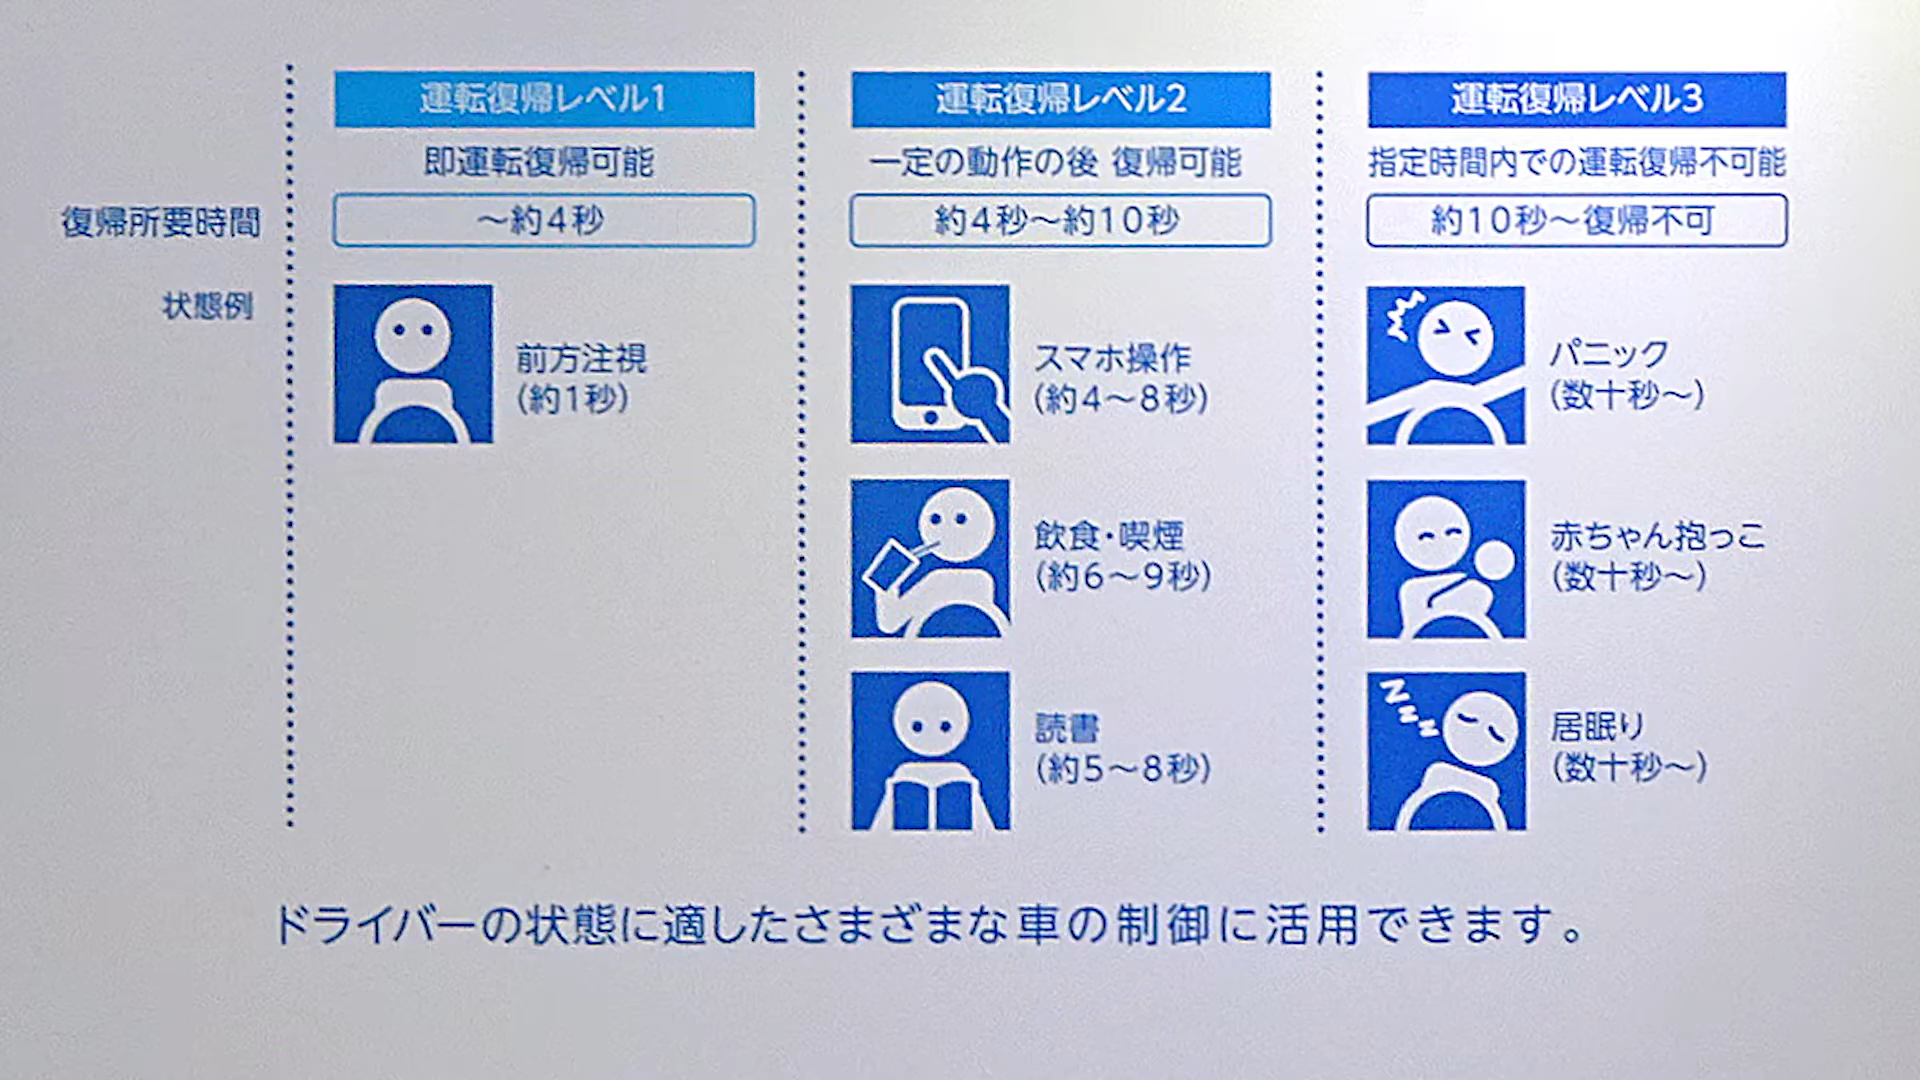 運転復帰レベル1
即運転復帰可能
運転復帰レベル2
一定の動作の後 復帰可能
運転復帰レベル3
指定時間内での運転復帰不可能
復帰所要時間
～約4秒
約4秒～約10秒
約10秒～復帰不可
状態例
前方注視
(約1秒)
スマホ操作
(約4～8秒)
飲食・喫煙
(約6～9秒)
読書
(約5～8秒)
パニック
(数十秒～)
赤ちゃん抱っこ
(数十秒～)
zzz
居眠り
(数十秒～)
ドライバーの状態に適したさまざまな車の制御に活用できます。